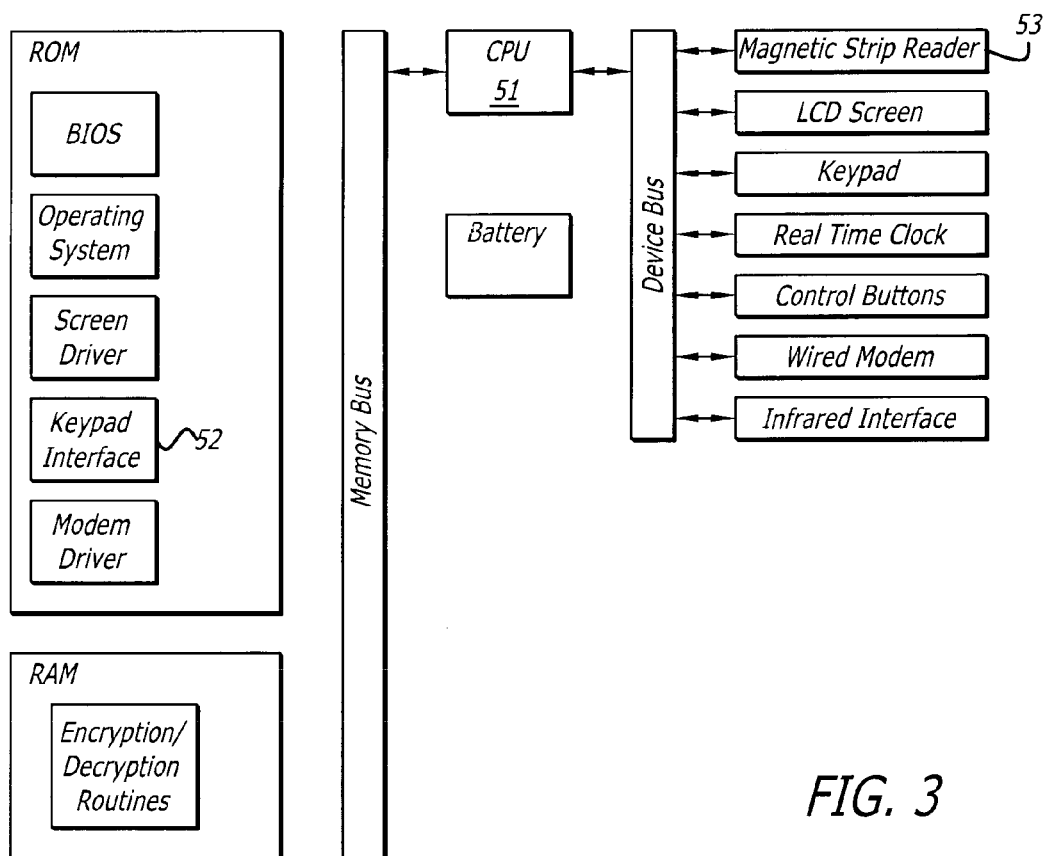 ROM
BIOS
Operating
System
Screen
Driver
Keypad
Interface
52
Modem
Driver
RAM
Encryption/
Decryption
Routines
Memory Bus
CPU
51
Battery
Device Bus
Magnetic Strip Reader
53
LCD Screen
Keypad
Real Time Clock
Control Buttons
Wired Modem
Infrared Interface
FIG. 3